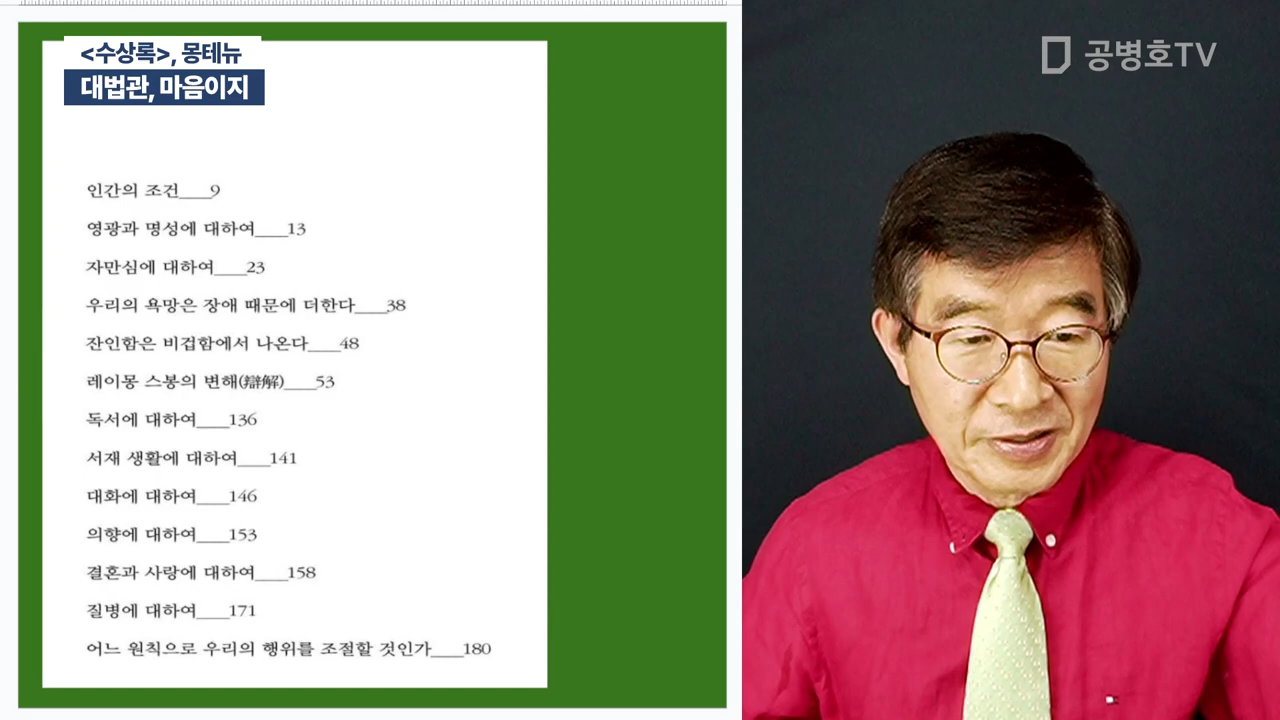 <수상록>, 몽테뉴
대법관, 마음이지
공병호TV
인간의 조건___9
영광과 명성에 대하여___13
자만심에 대하여___23
우리의 욕망은 장애 때문에 더한다___38
잔인함은 비겁함에서 나온다___48
레이몽 스봉의 변해(辯解)___53
독서에 대하여___136
서재 생활에 대하여___141
대화에 대하여___146
의향에 대하여___153
결혼과 사랑에 대하여___158
질병에 대하여___171
어느 원칙으로 우리의 행위를 조절할 것인가___180